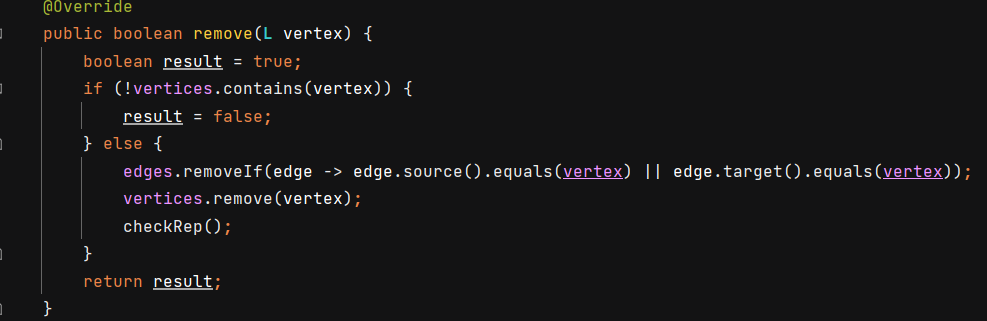 @Override
public boolean remove(L vertex) {
    boolean result = true;
    if (!vertices.contains(vertex)) {
        result = false;
    } else {
        edges.removeIf(edge -> edge.source().equals(vertex) || edge.target().equals(vertex));
        vertices.remove(vertex);
        checkRep();
    }
    return result;
}